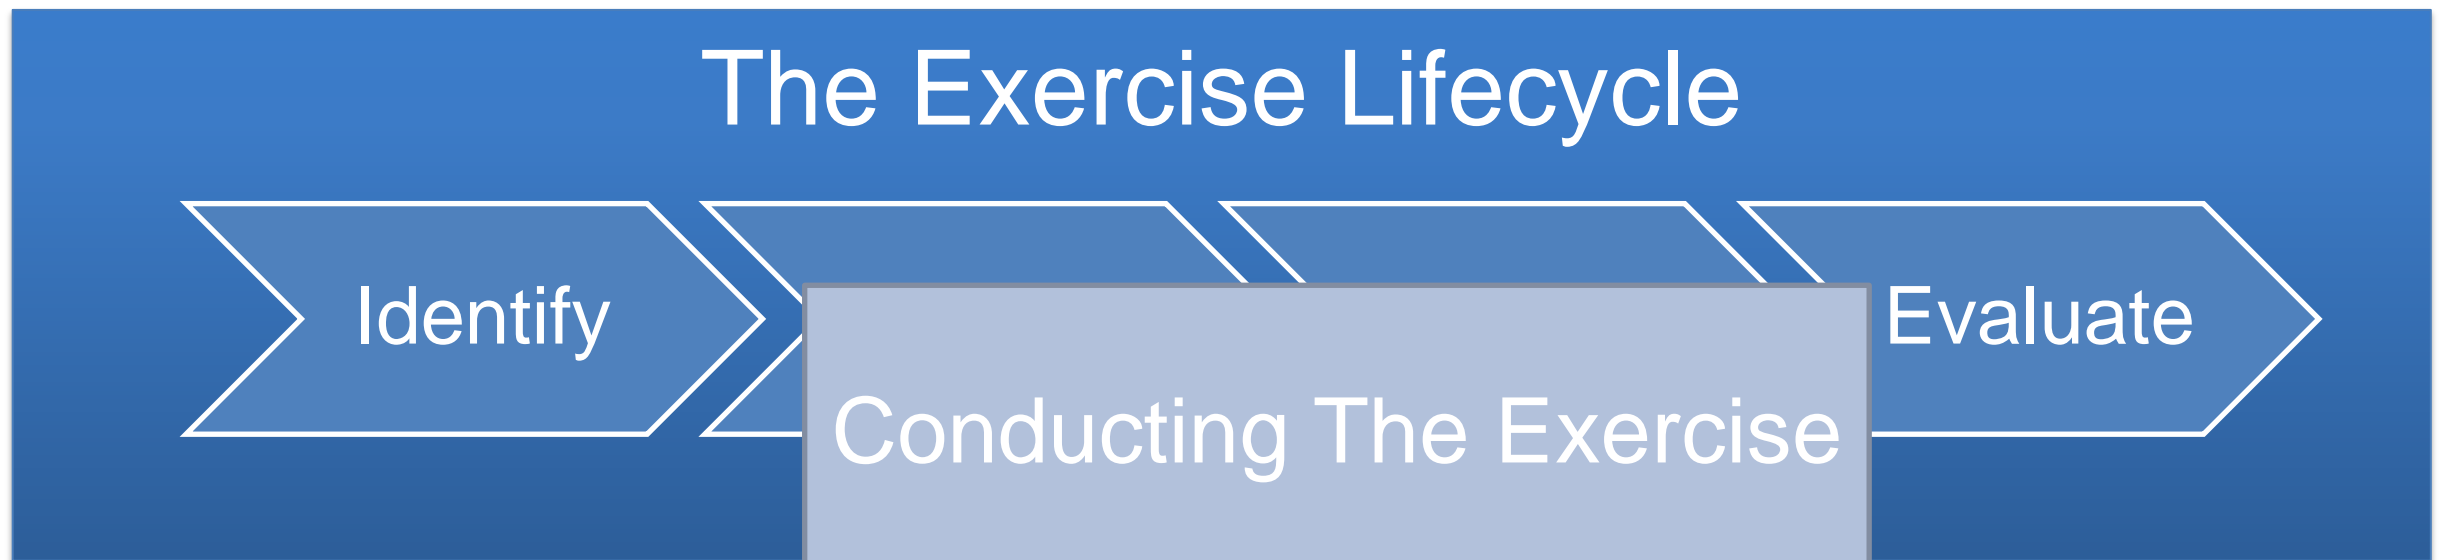 The Exercise Lifecycle
Identify
Evaluate
Conducting The Exercise